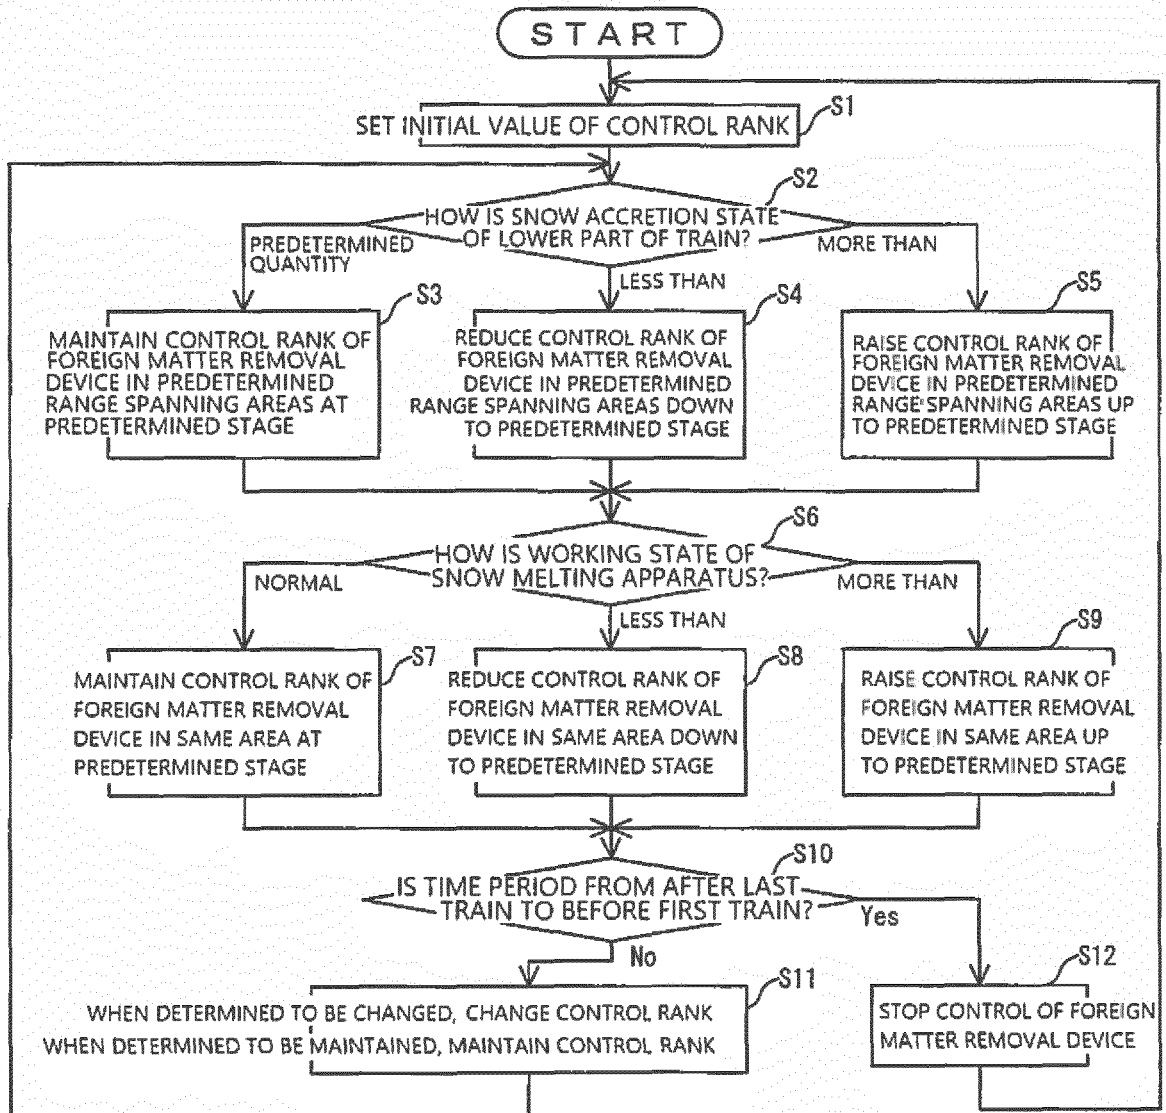 START
S1
SET INITIAL VALUE OF CONTROL RANK
S2
HOW IS SNOW ACCRETION STATE
OF LOWER PART OF TRAIN?
PREDETERMINED
QUANTITY
LESS THAN
MORE THAN
S3
MAINTAIN CONTROL RANK OF
FOREIGN MATTER REMOVAL
DEVICE IN PREDETERMINED
RANGE SPANNING AREAS AT
PREDETERMINED STAGE
S4
REDUCE CONTROL RANK OF
FOREIGN MATTER REMOVAL
DEVICE IN PREDETERMINED
RANGE SPANNING AREAS DOWN
TO PREDETERMINED STAGE
S5
RAISE CONTROL RANK OF
FOREIGN MATTER REMOVAL
DEVICE IN PREDETERMINED
RANGE SPANNING AREAS UP
TO PREDETERMINED STAGE
S6
HOW IS WORKING STATE OF
SNOW MELTING APPARATUS?
NORMAL
LESS THAN
MORE THAN
S7
MAINTAIN CONTROL RANK OF
FOREIGN MATTER REMOVAL
DEVICE IN SAME AREA AT
PREDETERMINED STAGE
S8
REDUCE CONTROL RANK OF
FOREIGN MATTER REMOVAL
DEVICE IN SAME AREA DOWN
TO PREDETERMINED STAGE
S9
RAISE CONTROL RANK OF
FOREIGN MATTER REMOVAL
DEVICE IN SAME AREA UP
TO PREDETERMINED STAGE
S10
IS TIME PERIOD FROM AFTER LAST
TRAIN TO BEFORE FIRST TRAIN?
Yes
No
S11
WHEN DETERMINED TO BE CHANGED, CHANGE CONTROL RANK
WHEN DETERMINED TO BE MAINTAINED, MAINTAIN CONTROL RANK
S12
STOP CONTROL OF FOREIGN
MATTER REMOVAL DEVICE